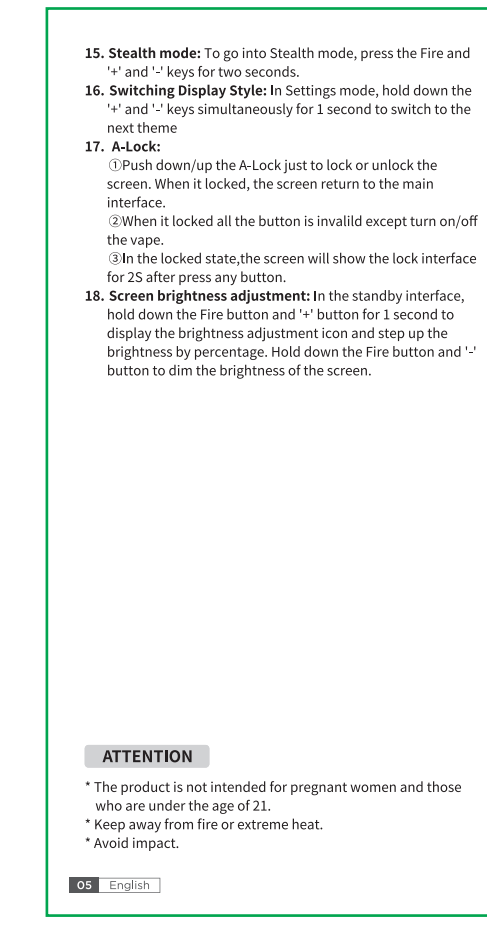 15. Stealth mode: To go into Stealth mode, press the Fire and
'+' and '-' keys for two seconds.
16. Switching Display Style: In Settings mode, hold down the
'+' and '-' keys simultaneously for 1 second to switch to the
next theme
17. A-Lock:
①Push down/up the A-Lock just to lock or unlock the
screen. When it locked, the screen return to the main
interface.
②When it locked all the button is invalild except turn on/off
the vape.
③In the locked state,the screen will show the lock interface
for 2S after press any button.
18. Screen brightness adjustment: In the standby interface,
hold down the Fire button and '+' button for 1 second to
display the brightness adjustment icon and step up the
brightness by percentage. Hold down the Fire button and '-'
button to dim the brightness of the screen.
ATTENTION
* The product is not intended for pregnant women and those
who are under the age of 21.
* Keep away from fire or extreme heat.
* Avoid impact.
05 English